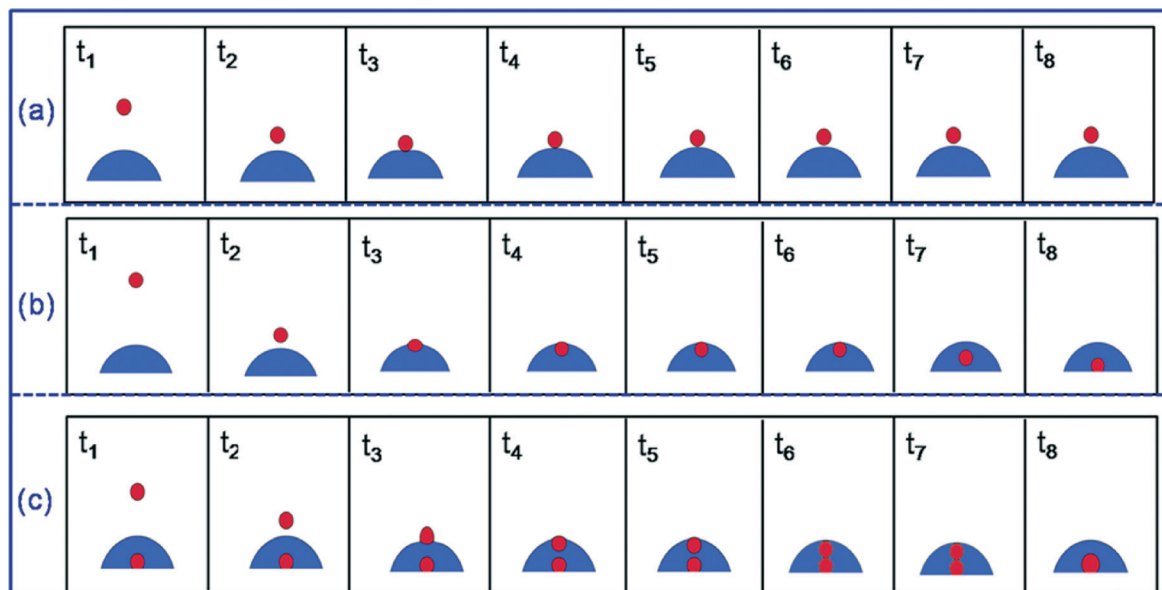 (a) t₁ t₂ t₃ t₄ t₅ t₆ t₇ t₈
(b) t₁ t₂ t₃ t₄ t₅ t₆ t₇ t₈
(c) t₁ t₂ t₃ t₄ t₅ t₆ t₇ t₈